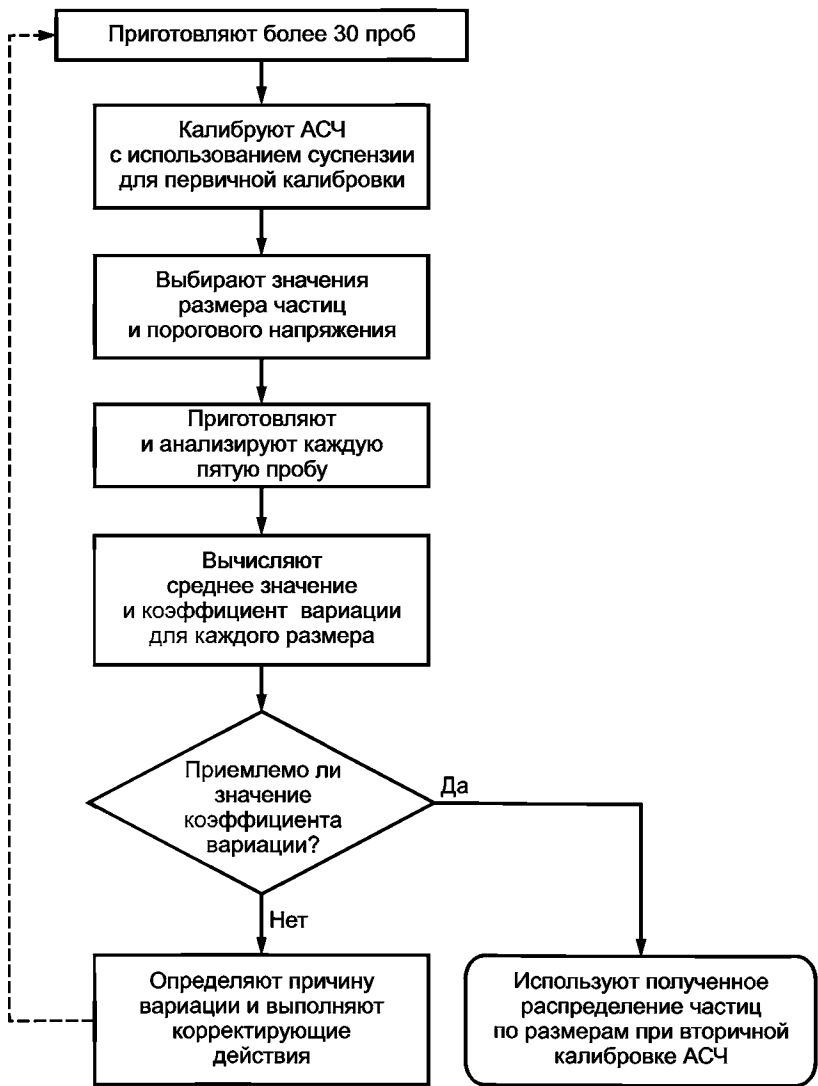 Приготовляют более 30 проб
Калибруют АСЧ
с использованием суспензии
для первичной калибровки
Выбирают значения
размера частиц
и порогового напряжения
Приготовляют
и анализируют каждую
пятую пробу
Вычисляют
среднее значение
и коэффициент вариации
для каждого размера
Приемлемо ли
значение
коэффициента
вариации?
Да
Нет
Определяют причину
вариации и выполняют
корректирующие
действия
Используют полученное
распределение частиц
по размерам при вторичной
калибровке АСЧ